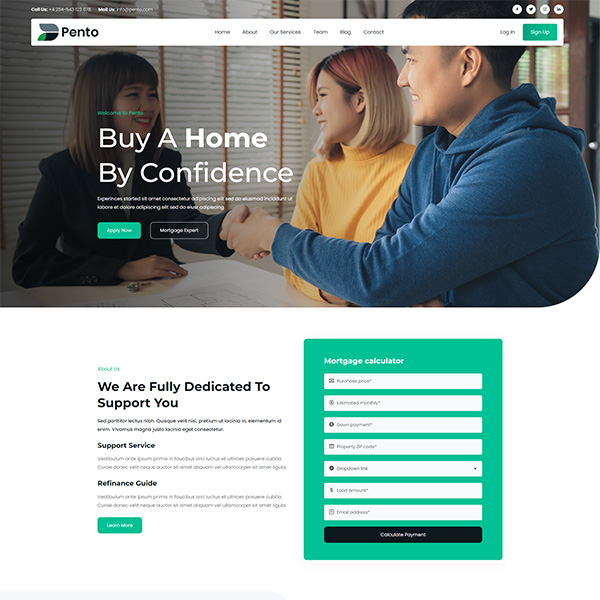 Call Us: +4 234-543 123 678 Mail Us: info@pento.com
Pento
Home About Our Services Team Blog Contact
Log In Sign Up
Welcome to Pento
Buy A Home
By Confidence
Experinces started sit amet consectetur adipiscing elit sed do eiusmod incididunt ut
labore et dolore adipiscing elit sed do eiusr adipiscing
Apply Now
Mortgage Expert
About Us
We Are Fully Dedicated To
Support You
Sed porttitor lectus nibh. Quisque velit nisi, pretium ut lacinia in, elementum id
enim. Vivamus magna justo lacinia eget consectetur.
Support Service
Vestibulum ante ipsum primis in faucibus orci luctus et ultrices posuere cubilia
Curae donec velit neque auctor sit amet aliquam vel ullamcorper sit amet ligula.
Refinance Guide
Vestibulum ante ipsum primis in faucibus orci luctus et ultrices posuere cubilia
Curae donec velit neque auctor sit amet aliquam vel ullamcorper sit amet ligula.
Learn More
Mortgage calculator
Purchase price*
Estimated monthly*
Down payment*
Property ZIP code*
Dropdown link
Load Amount*
Email address*
Calculate Payment